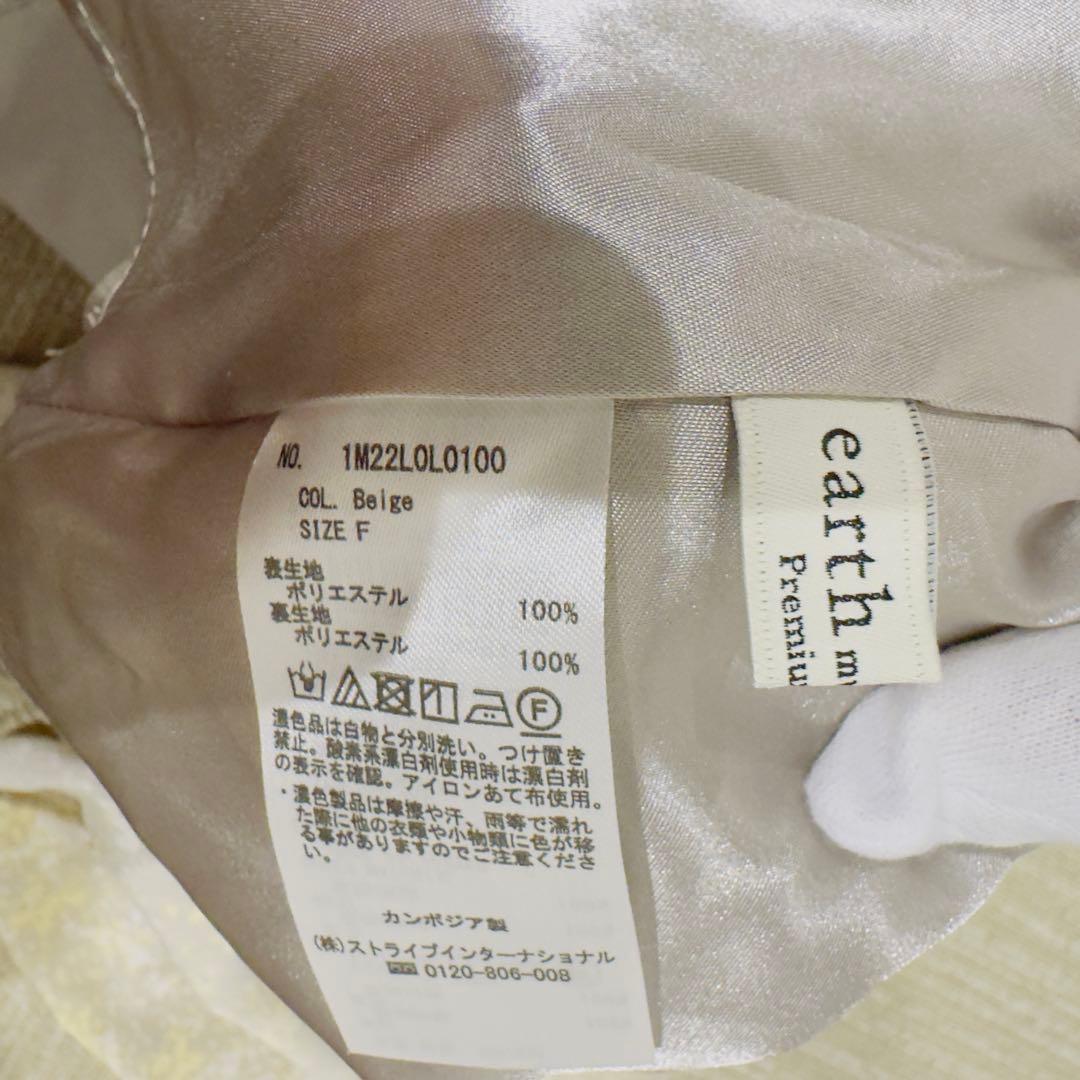 NO. 1M22L0L0100
COL. Beige
SIZE F
表生地
ポリエステル 100%
裏生地
ポリエステル 100%
F
濃色品は白物と分別洗い。つけ置き
禁止。酸素系漂白剤使用時は漂白剤
の表示を確認。アイロンあて布使用。
・濃色製品は摩擦や汗、雨等で濡れ
た際に他の衣類や小物類に色が移
る事がありますのでご注意くださ
い。
カンボジア製
(株)ストライプインターナショナル
0120-806-008
earth m
Premiu